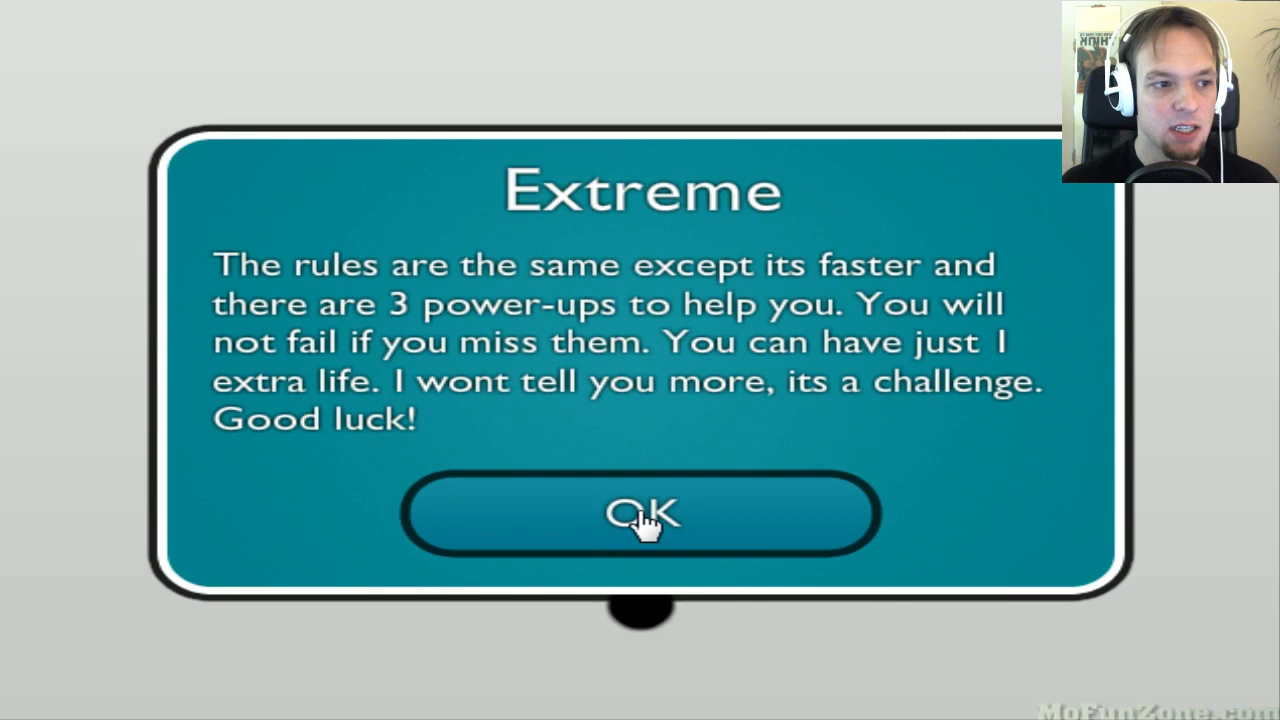 Extreme
The rules are the same except its faster and
there are 3 power-ups to help you. You will
not fail if you miss them. You can have just 1
extra life. I wont tell you more, its a challenge.
Good luck!
OK
MoFunZone.com